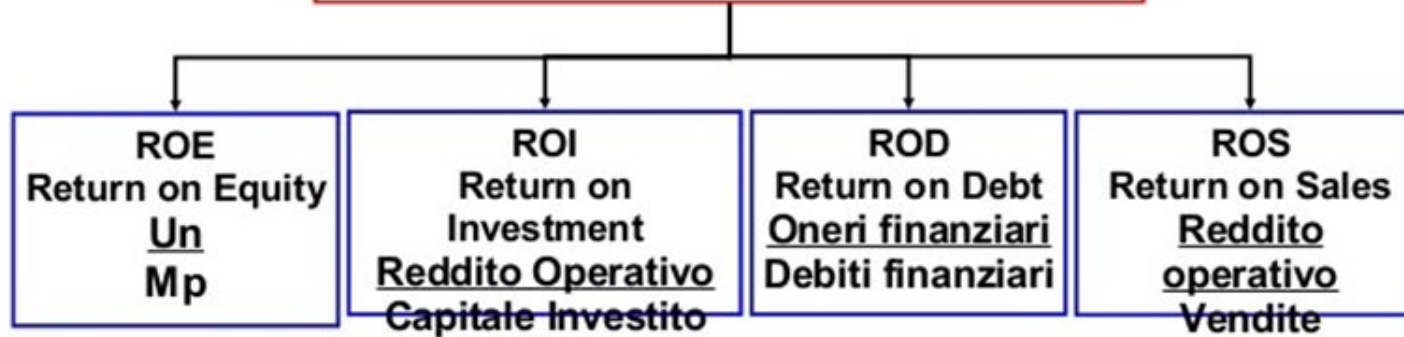 ROE
Return on Equity
Un
Mp
ROI
Return on
Investment
Reddito Operativo
Capitale Investito
ROD
Return on Debt
Oneri finanziari
Debiti finanziari
ROS
Return on Sales
Reddito
operativo
Vendite